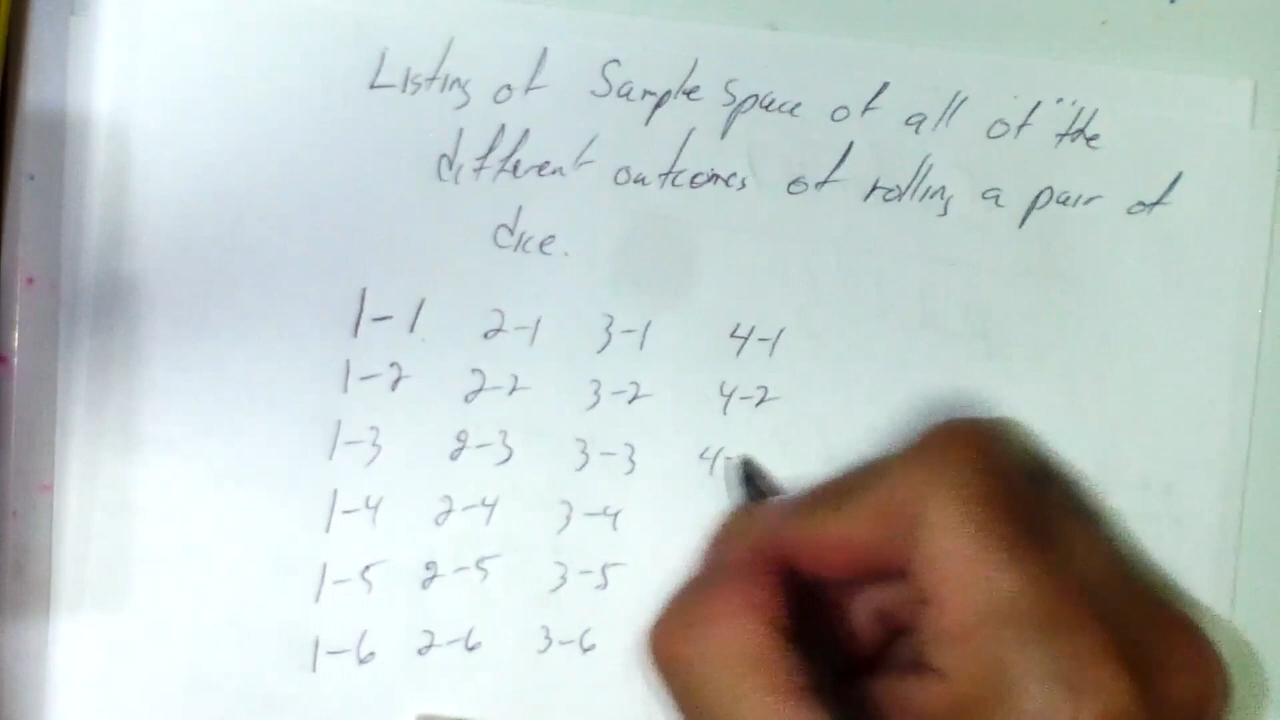 Listing of Sample Space of all of "the
different outcomes of rolling a pair of
dice.
1-1 2-1 3-1 4-1
1-2 2-2 3-2 4-2
1-3 2-3 3-3 4-
1-4 2-4 3-4
1-5 2-5 3-5
1-6 2-6 3-6